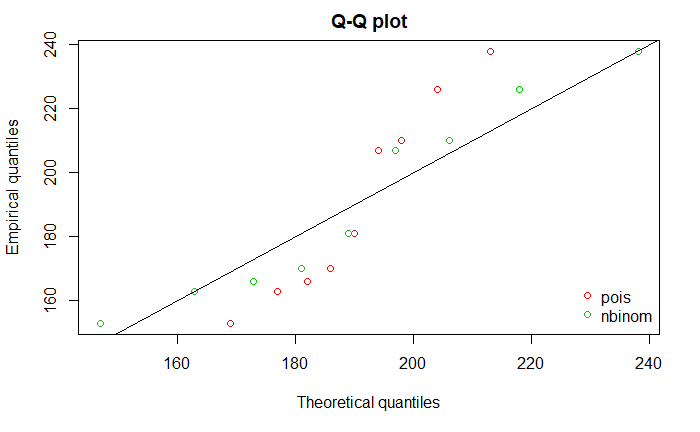 Q-Q plot
Empirical quantiles
240
220
200
180
160
160 180 200 220 240
Theoretical quantiles
pois
nbinom